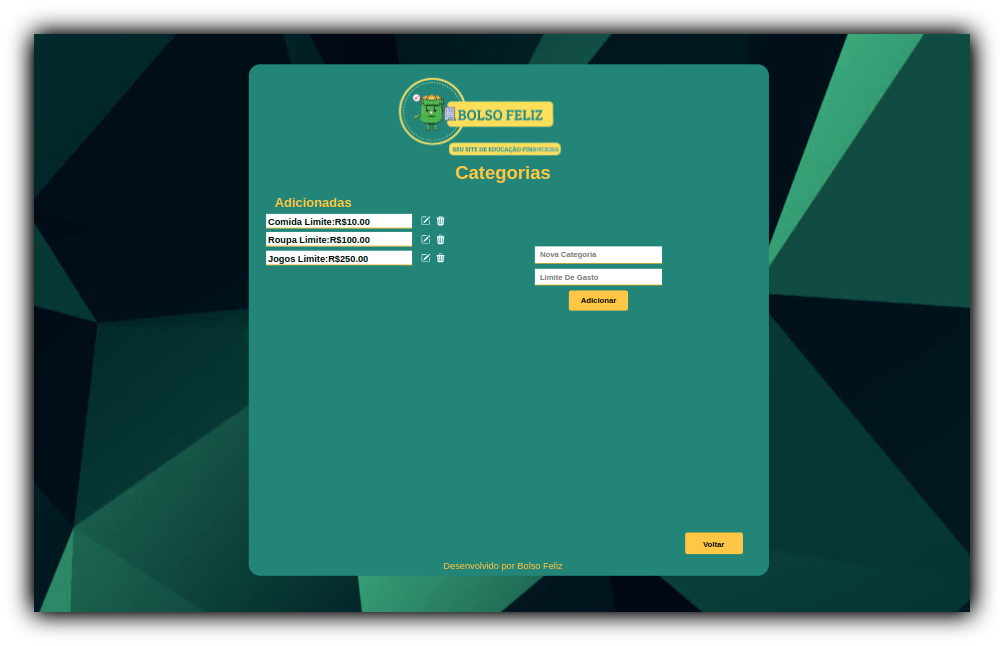 BOLSO FELIZ
SEU SITE DE EDUCAÇÃO FINANCEIRA
Categorias
Adicionadas
Comida Limite:R$10.00
Roupa Limite:R$100.00
Jogos Limite:R$250.00
Nova Categoria
Limite De Gasto
Adicionar
Voltar
Desenvolvido por Bolso Feliz